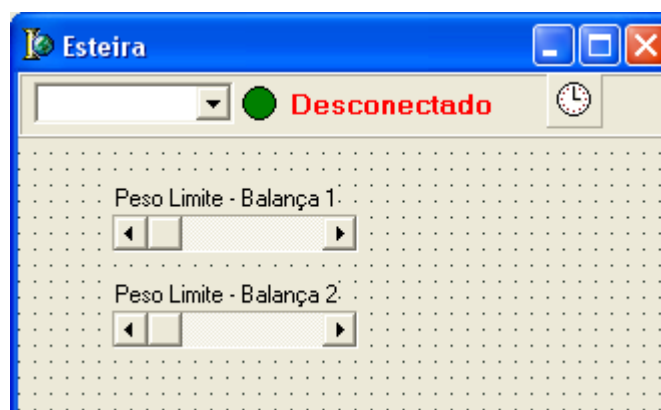 Esteira
Desconectado
Peso Limite - Balança 1
Peso Limite - Balança 2